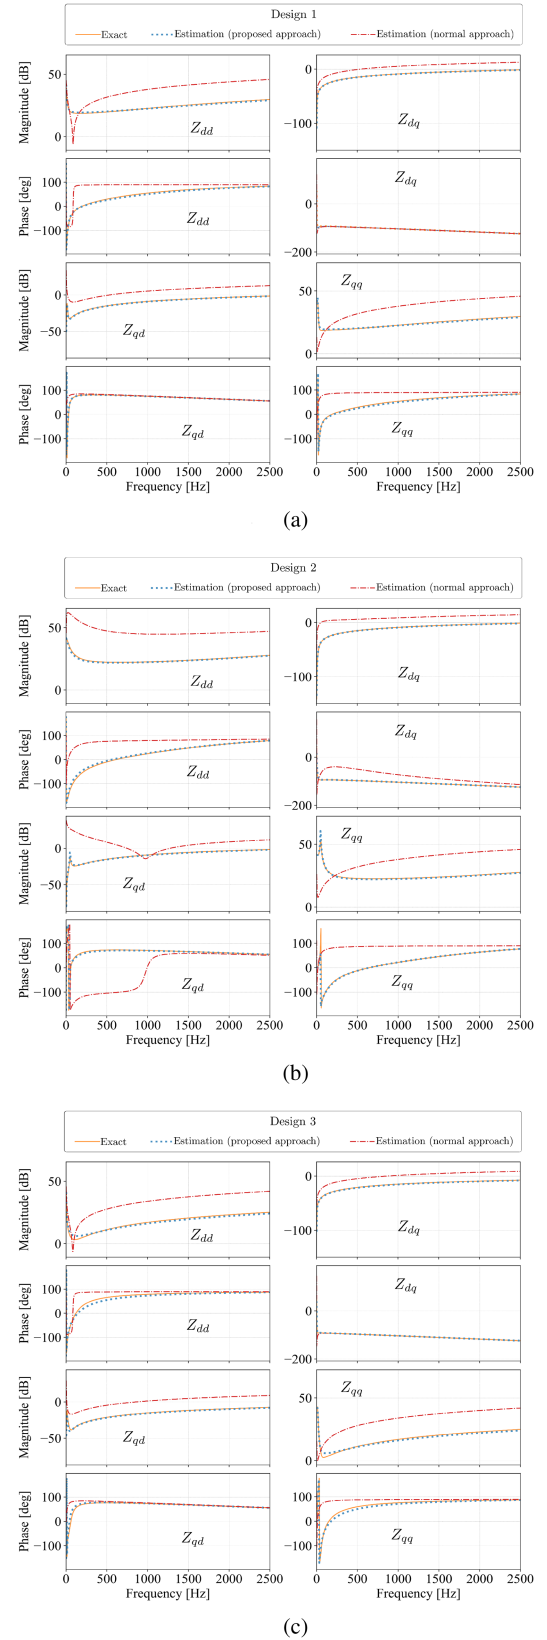 Design 1
Exact Estimation (proposed approach) Estimation (normal approach)
Magnitude [dB]
50
0
Z_dd
0
−100
Z_dq
Phase [deg]
100
0
−100
Z_dd
0
−200
Z_dq
Magnitude [dB]
0
−50
Z_qd
50
0
Z_qq
Phase [deg]
100
0
−100
Z_qd
100
0
−100
Z_qq
0 500 1000 1500 2000 2500
0 500 1000 1500 2000 2500
Frequency [Hz]
Frequency [Hz]
(a)
Design 2
Exact Estimation (proposed approach) Estimation (normal approach)
Magnitude [dB]
50
0
Z_dd
0
−100
Z_dq
Phase [deg]
100
0
−100
Z_dd
0
−200
Z_dq
Magnitude [dB]
0
−50
Z_qd
50
0
Z_qq
Phase [deg]
100
0
−100
Z_qd
100
0
−100
Z_qq
0 500 1000 1500 2000 2500
0 500 1000 1500 2000 2500
Frequency [Hz]
Frequency [Hz]
(b)
Design 3
Exact Estimation (proposed approach) Estimation (normal approach)
Magnitude [dB]
50
0
Z_dd
0
−100
Z_dq
Phase [deg]
100
0
−100
Z_dd
0
−200
Z_dq
Magnitude [dB]
0
−50
Z_qd
50
0
Z_qq
Phase [deg]
100
0
−100
Z_qd
100
0
−100
Z_qq
0 500 1000 1500 2000 2500
0 500 1000 1500 2000 2500
Frequency [Hz]
Frequency [Hz]
(c)